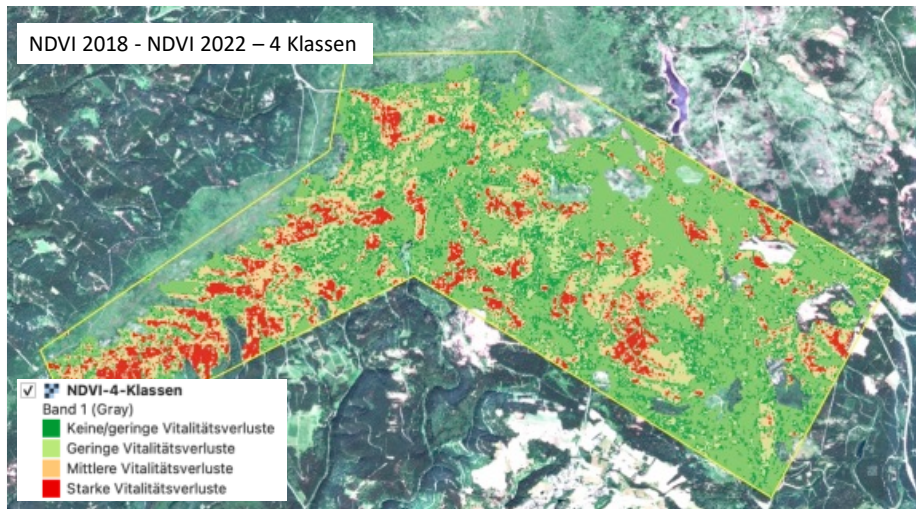 NDVI 2018 - NDVI 2022 – 4 Klassen
NDVI-4-Klassen
Band 1 (Gray)
Keine/geringe Vitalitätsverluste
Geringe Vitalitätsverluste
Mittlere Vitalitätsverluste
Starke Vitalitätsverluste